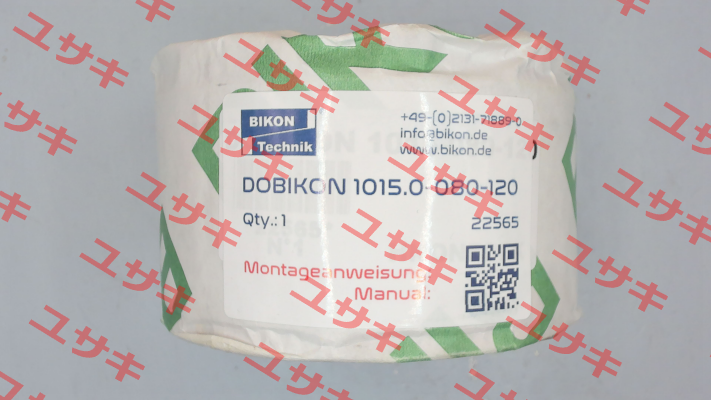 BIKON
Technik
+49-(0)2131-71889-0
info@bikon.de
www.bikon.de
DOBIKON 1015.0 080-120
Qty.: 1
22565
Montageanweisung:
Manual:
ユサキ